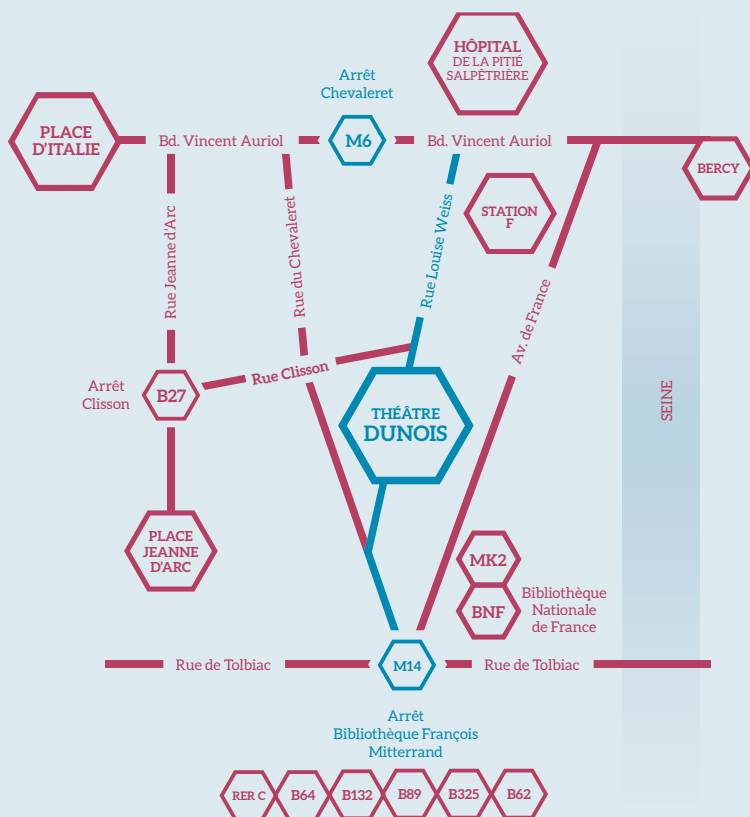 HÔPITAL
DE LA PITIÉ
SALPÊTRIÈRE
Arrêt
Chevaleret
PLACE
D'ITALIE
Bd. Vincent Auriol
M6
Bd. Vincent Auriol
BERCY
STATION
F
Rue Jeanne d'Arc
Rue du Chevaleret
Rue Louise Weiss
Av. de France
SEINE
Arrêt
Clisson
B27
Rue Clisson
THÉÂTRE
DUNOIS
PLACE
JEANNE
D'ARC
MK2
BNF
Bibliothèque
Nationale
de France
Rue de Tolbiac
M14
Rue de Tolbiac
Arrêt
Bibliothèque François
Mitterrand
RER C
B64
B132
B89
B325
B62